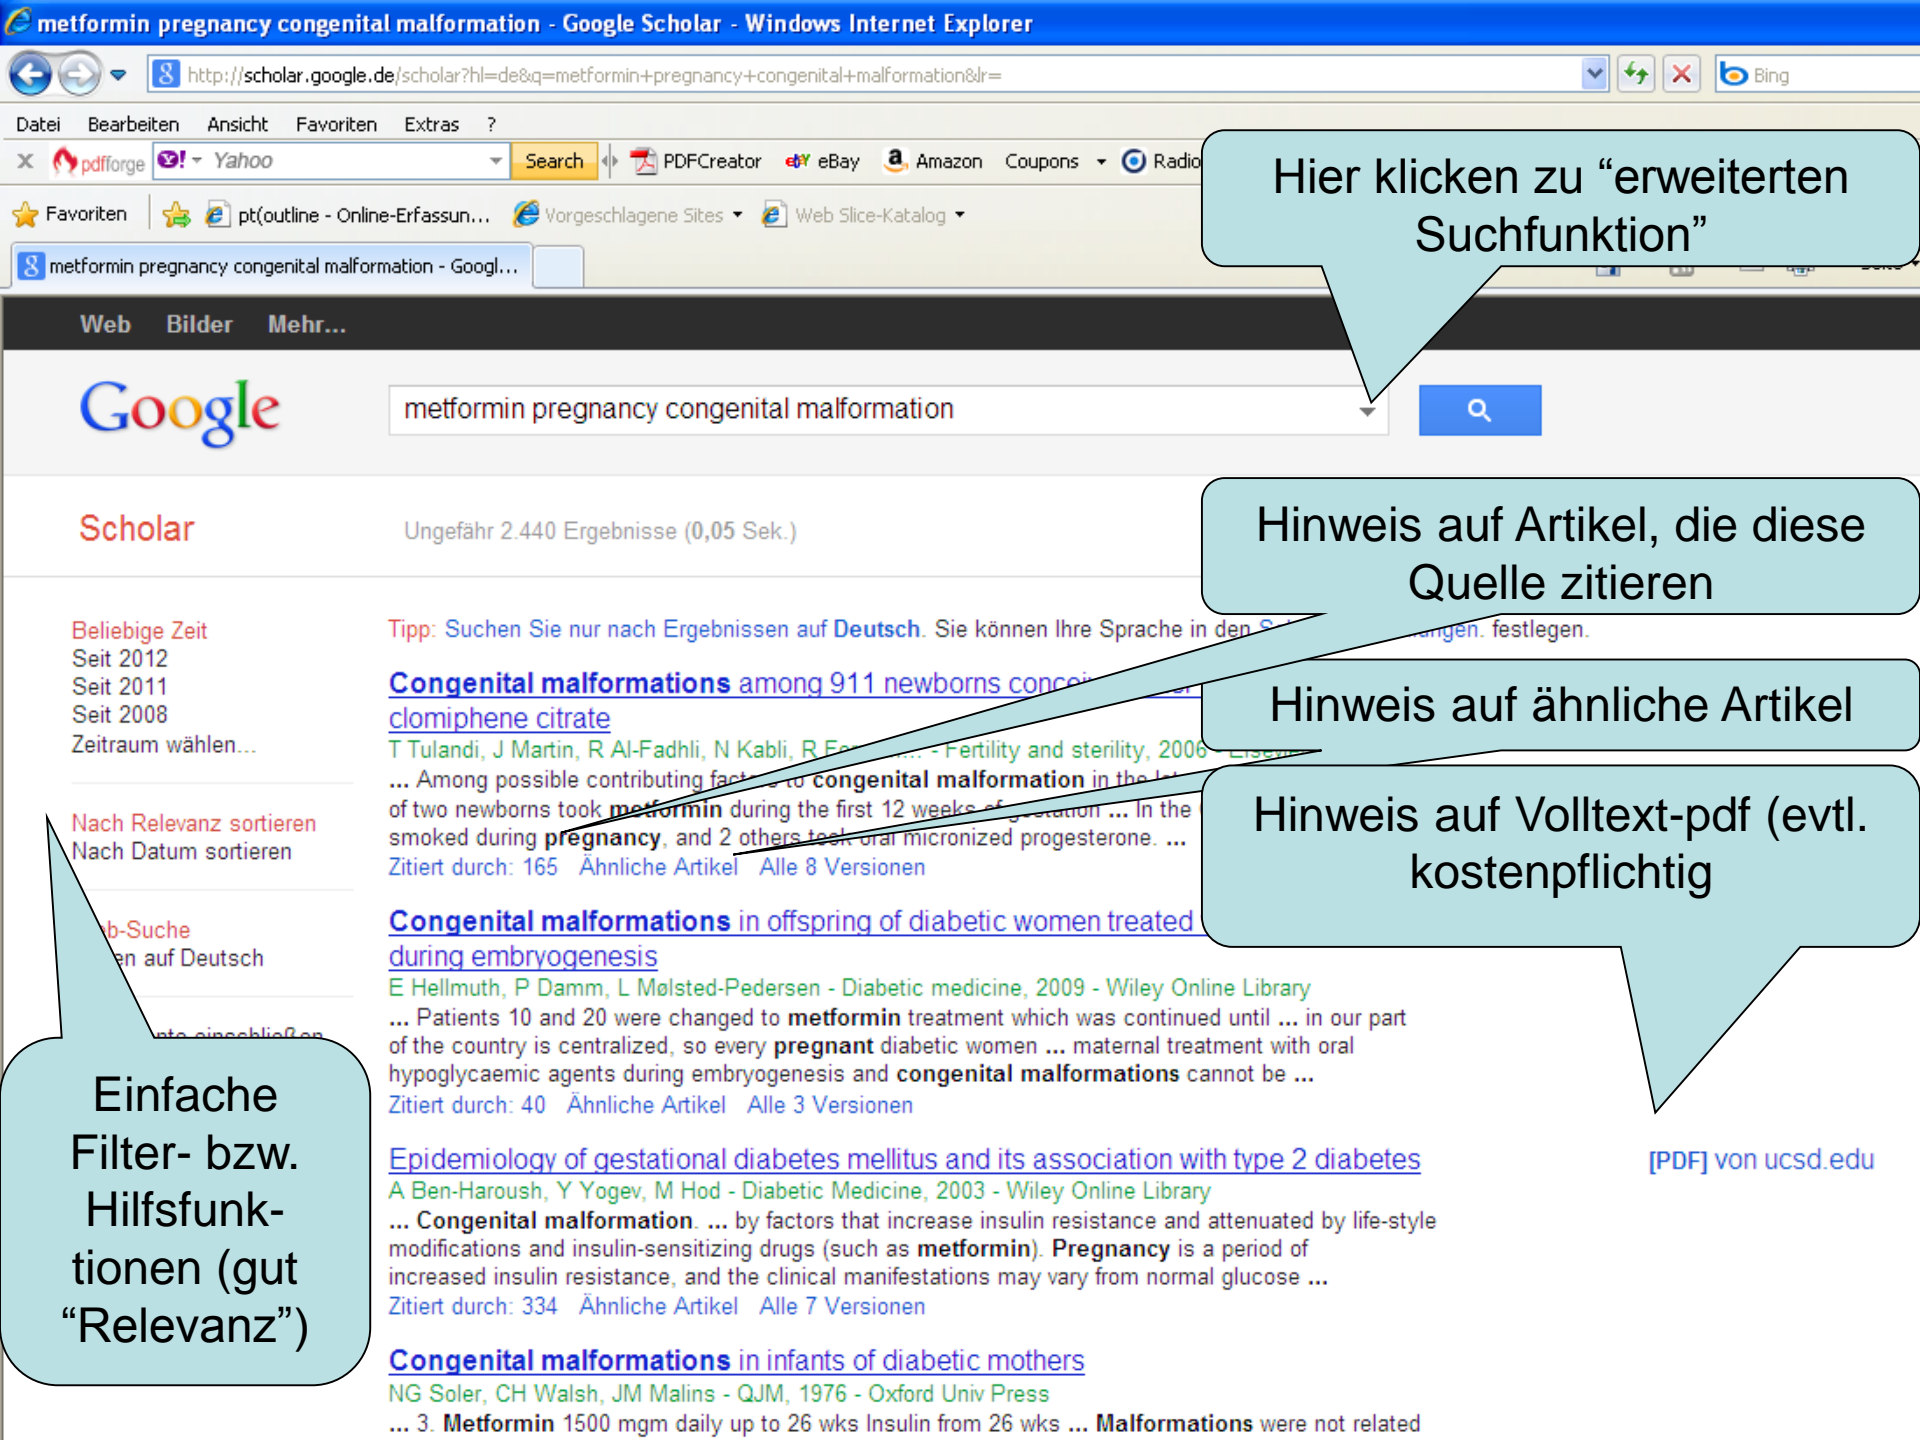 metformin pregnancy congenital malformation - Google Scholar - Windows Internet Explorer
http://scholar.google.de/scholar?hl=de&q=metformin+pregnancy+congenital+malformation&lr=
Bing
Datei Bearbeiten Ansicht Favoriten Extras ?
x pdfforge Yahoo Search PDFCreator eBay Amazon Coupons Radio
Hier klicken zu “erweiterten
Suchfunktion”
Favoriten pt(outline - Online-Erfassun... Vorgeschlagene Sites Web Slice-Katalog
metformin pregnancy congenital malformation - Googl...
Web Bilder Mehr...
Google
metformin pregnancy congenital malformation
Scholar
Ungefähr 2.440 Ergebnisse (0,05 Sek.)
Hinweis auf Artikel, die diese
Quelle zitieren
Hinweis auf ähnliche Artikel
Hinweis auf Volltext-pdf (evtl.
kostenpflichtig
Beliebige Zeit
Seit 2012
Seit 2011
Seit 2008
Zeitraum wählen...
Nach Relevanz sortieren
Nach Datum sortieren
auf Deutsch
einschließen
Einfache
Filter- bzw.
Hilfsfunk-
tionen (gut
“Relevanz”)
Tipp: Suchen Sie nur nach Ergebnissen auf Deutsch. Sie können Ihre Sprache in den festlegen.
Congenital malformations among 911 newborns
clomiphene citrate
T Tulandi, J Martin, R Al-Fadhli, N Kabli, R - Fertility and sterility, 2006 -
... Among possible contributing to congenital malformation in the
of two newborns took metformin during the first 12 weeks of gestation ... In the
smoked during pregnancy, and 2 others took oral micronized progesterone. ...
Zitiert durch: 165 Ähnliche Artikel Alle 8 Versionen
Congenital malformations in offspring of diabetic women treated
during embryogenesis
E Hellmuth, P Damm, L Mølsted-Pedersen - Diabetic medicine, 2009 - Wiley Online Library
... Patients 10 and 20 were changed to metformin treatment which was continued until ... in our part
of the country is centralized, so every pregnant diabetic women ... maternal treatment with oral
hypoglycaemic agents during embryogenesis and congenital malformations cannot be ...
Zitiert durch: 40 Ähnliche Artikel Alle 3 Versionen
Epidemiology of gestational diabetes mellitus and its association with type 2 diabetes
[PDF] von ucsd.edu
A Ben-Haroush, Y Yogev, M Hod - Diabetic Medicine, 2003 - Wiley Online Library
... Congenital malformation. ... by factors that increase insulin resistance and attenuated by life-style
modifications and insulin-sensitizing drugs (such as metformin). Pregnancy is a period of
increased insulin resistance, and the clinical manifestations may vary from normal glucose ...
Zitiert durch: 334 Ähnliche Artikel Alle 7 Versionen
Congenital malformations in infants of diabetic mothers
NG Soler, CH Walsh, JM Malins - QJM, 1976 - Oxford Univ Press
... 3. Metformin 1500 mgm daily up to 26 wks Insulin from 26 wks ... Malformations were not related